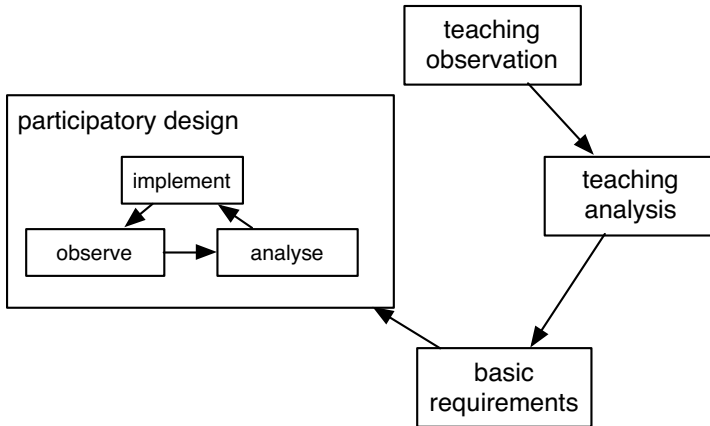 teaching
observation
participatory design
implement
teaching
analysis
observe
analyse
basic
requirements